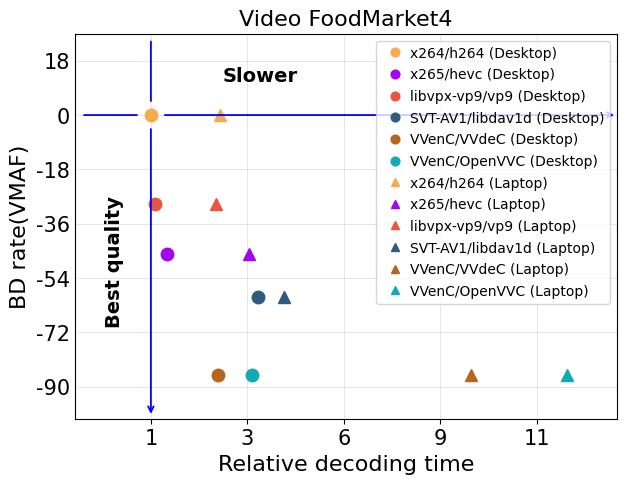 Video FoodMarket4
BD rate(VMAF)
18
0
-18
-36
-54
-72
-90
Slower
Best quality
x264/h264 (Desktop)
x265/hevc (Desktop)
libvpx-vp9/vp9 (Desktop)
SVT-AV1/libdav1d (Desktop)
VVenC/VVdeC (Desktop)
VVenC/OpenVVC (Desktop)
x264/h264 (Laptop)
x265/hevc (Laptop)
libvpx-vp9/vp9 (Laptop)
SVT-AV1/libdav1d (Laptop)
VVenC/VVdeC (Laptop)
VVenC/OpenVVC (Laptop)
1 3 6 9 11
Relative decoding time